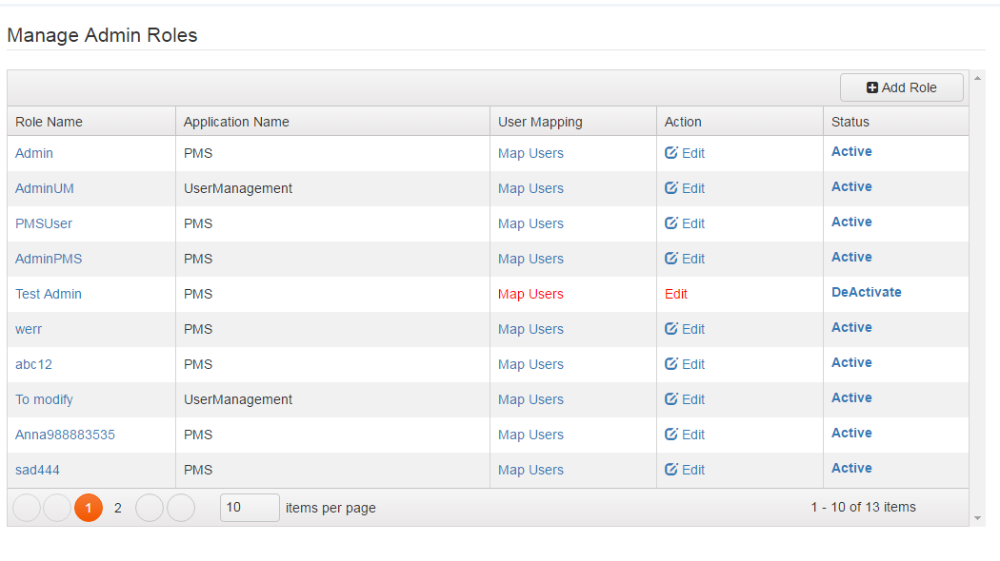 Manage Admin Roles
Add Role
Role Name Application Name User Mapping Action Status
Admin PMS Map Users Edit Active
AdminUM UserManagement Map Users Edit Active
PMSUser PMS Map Users Edit Active
AdminPMS PMS Map Users Edit Active
Test Admin PMS Map Users Edit DeActivate
werr PMS Map Users Edit Active
abc12 PMS Map Users Edit Active
To modify UserManagement Map Users Edit Active
Anna988883535 PMS Map Users Edit Active
sad444 PMS Map Users Edit Active
1 2 10 items per page 1 - 10 of 13 items